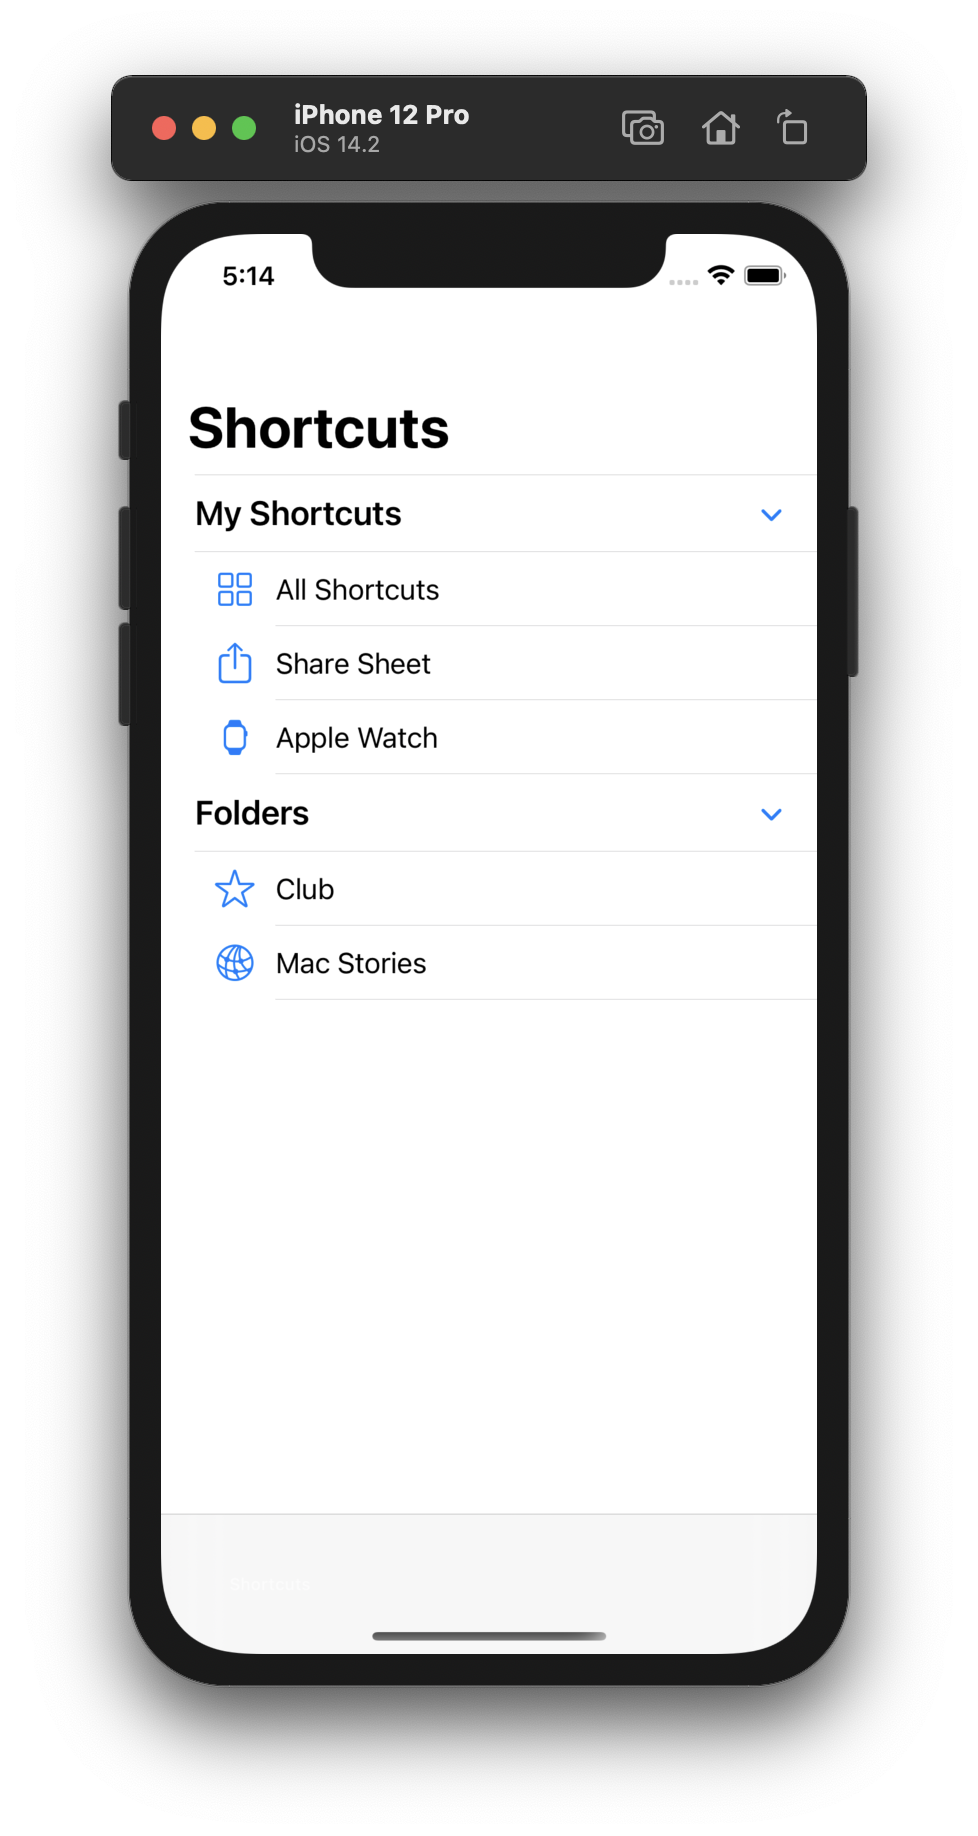 iPhone 12 Pro
iOS 14.2
5:14
Shortcuts
My Shortcuts
All Shortcuts
Share Sheet
Apple Watch
Folders
Club
Mac Stories
Shortcuts